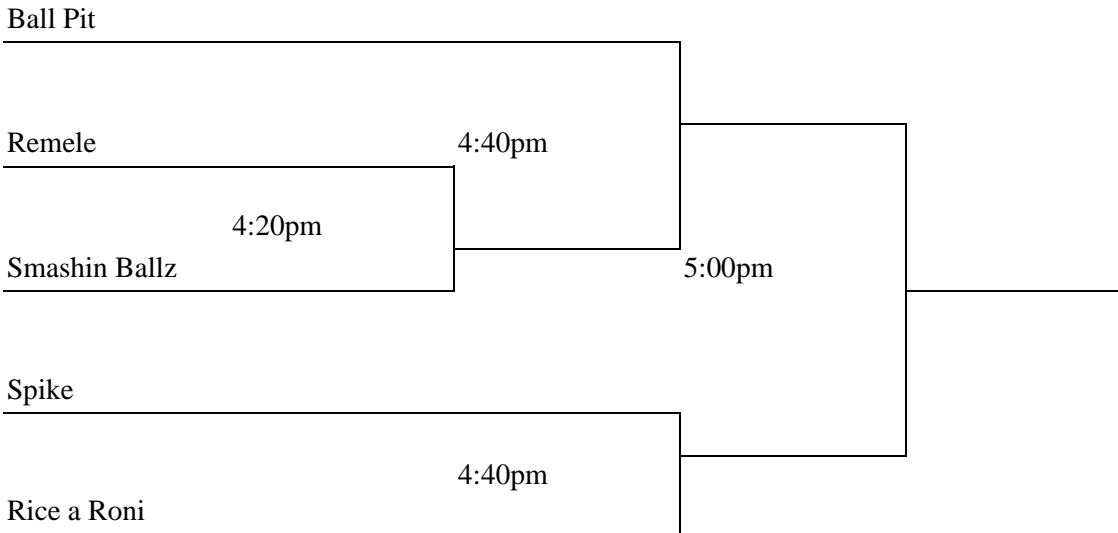 Ball Pit
Remele
4:40pm
4:20pm
Smashin Ballz
5:00pm
Spike
4:40pm
Rice a Roni